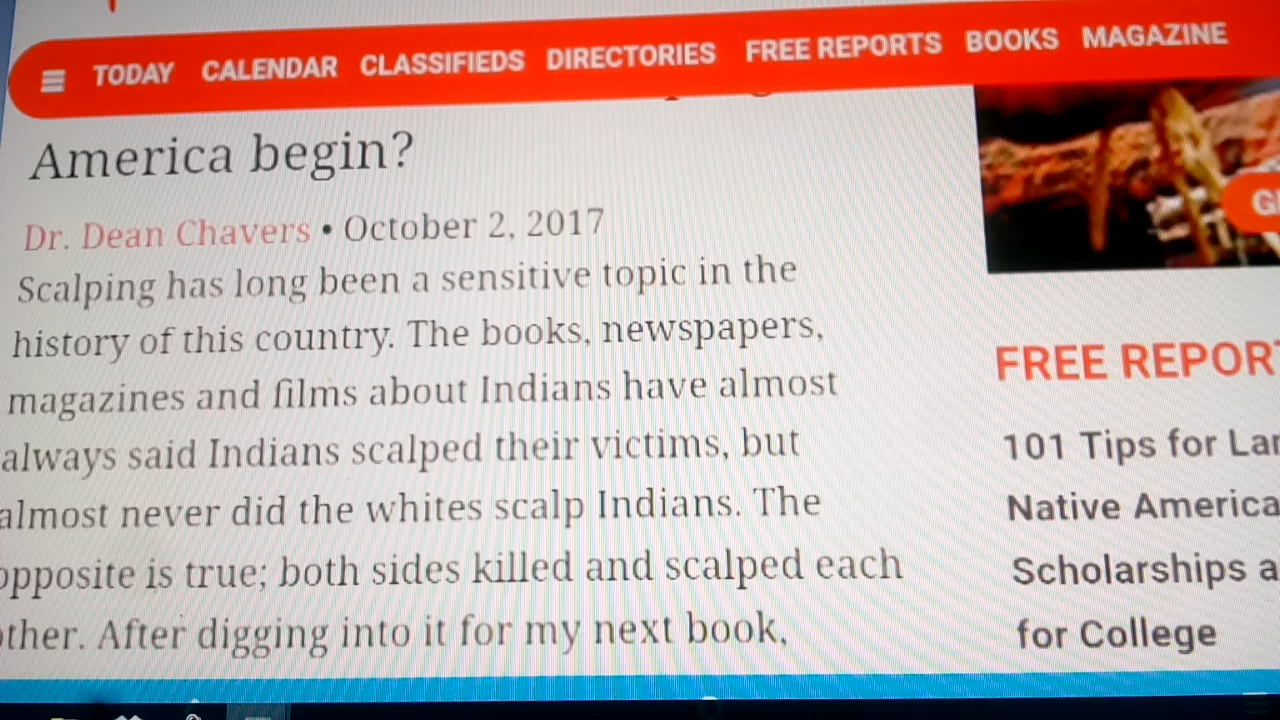 TODAY CALENDAR CLASSIFIEDS DIRECTORIES FREE REPORTS BOOKS MAGAZINE
America begin?
Dr. Dean Chavers • October 2, 2017
Scalping has long been a sensitive topic in the
history of this country. The books, newspapers,
magazines and films about Indians have almost
always said Indians scalped their victims, but
almost never did the whites scalp Indians. The
opposite is true; both sides killed and scalped each
other. After digging into it for my next book,
FREE REPORT
101 Tips for Lan
Native America
Scholarships a
for College